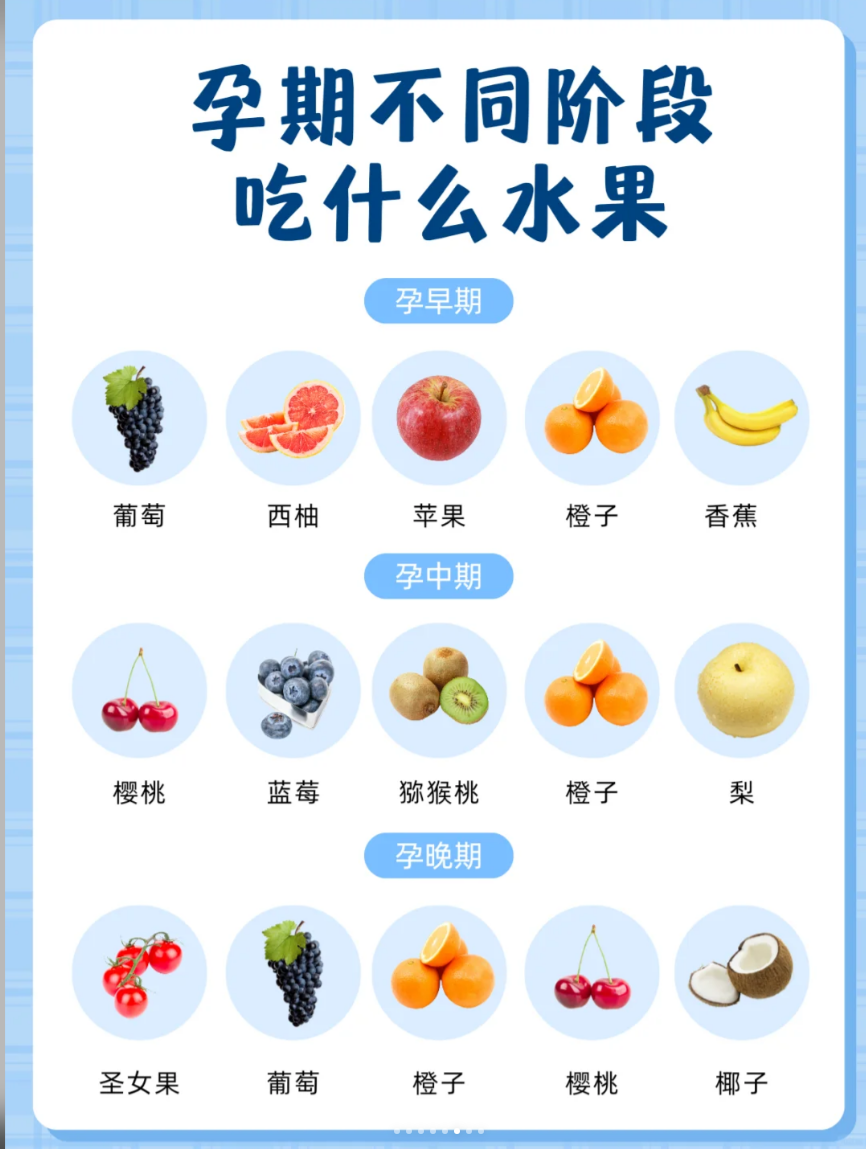 孕期不同阶段
吃什么水果
孕早期
葡萄 西柚 苹果 橙子 香蕉
孕中期
樱桃 蓝莓 猕猴桃 橙子 梨
孕晚期
圣女果 葡萄 橙子 樱桃 椰子